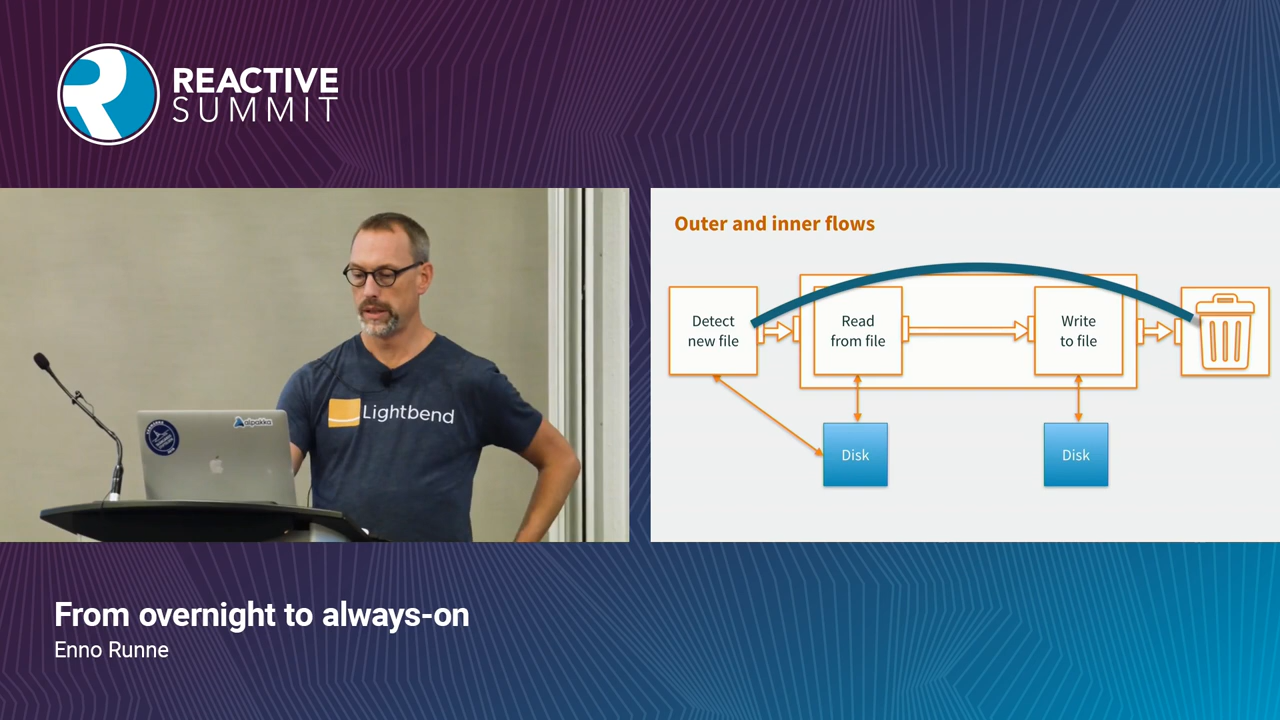 REACTIVE
SUMMIT
alpakka
Lightbend
Outer and inner flows
Detect
new file
Read
from file
Write
to file
Disk
Disk
From overnight to always-on
Enno Runne